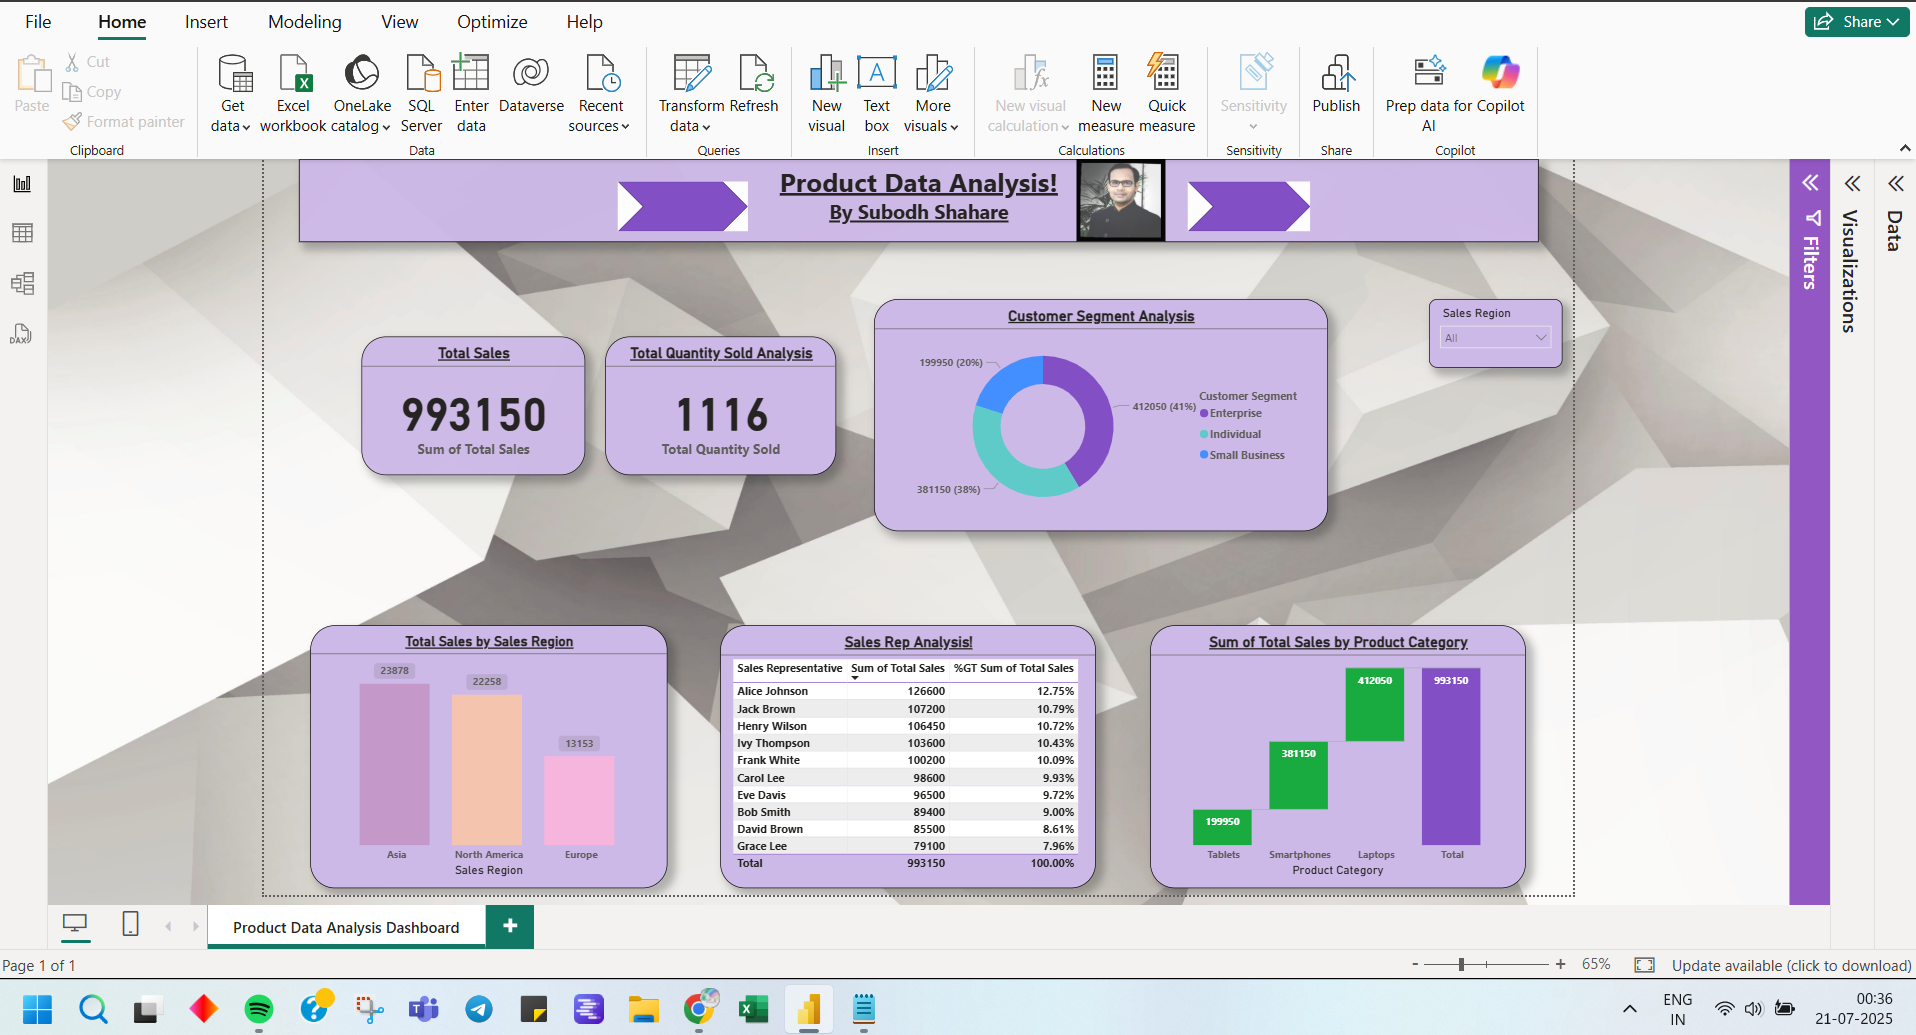 File Home Insert Modeling View Optimize Help
Share
Paste
Cut
Copy
Format painter
Clipboard
Get data
Excel workbook
OneLake catalog
SQL Server
Enter data
Dataverse
Recent sources
Data
Transform data
Refresh
Queries
New visual
Text box
More visuals
Insert
New visual calculation
New measure
Quick measure
Calculations
Sensitivity
Sensitivity
Publish
Share
Prep data for AI
Copilot
Copilot
Product Data Analysis!
By Subodh Shahare
Filters
Visualizations
Data
DAX
Total Sales
993150
Sum of Total Sales
Total Quantity Sold Analysis
1116
Total Quantity Sold
Customer Segment Analysis
199950 (20%)
412050 (41%)
381150 (38%)
Customer Segment
Enterprise
Individual
Small Business
Sales Region
All
Total Sales by Sales Region
23878
22258
13153
Asia North America Europe
Sales Region
Sales Rep Analysis!
Sales Representative Sum of Total Sales %GT Sum of Total Sales
Alice Johnson 126600 12.75%
Jack Brown 107200 10.79%
Henry Wilson 106450 10.72%
Ivy Thompson 103600 10.43%
Frank White 100200 10.09%
Carol Lee 98600 9.93%
Eve Davis 96500 9.72%
Bob Smith 89400 9.00%
David Brown 85500 8.61%
Grace Lee 79100 7.96%
Total 993150 100.00%
Sum of Total Sales by Product Category
412050 993150
381150
199950
Tablets Smartphones Laptops Total
Product Category
Product Data Analysis Dashboard
+
Page 1 of 1
- + 65%
Update available (click to download)
ENG
IN
00:36
21-07-2025